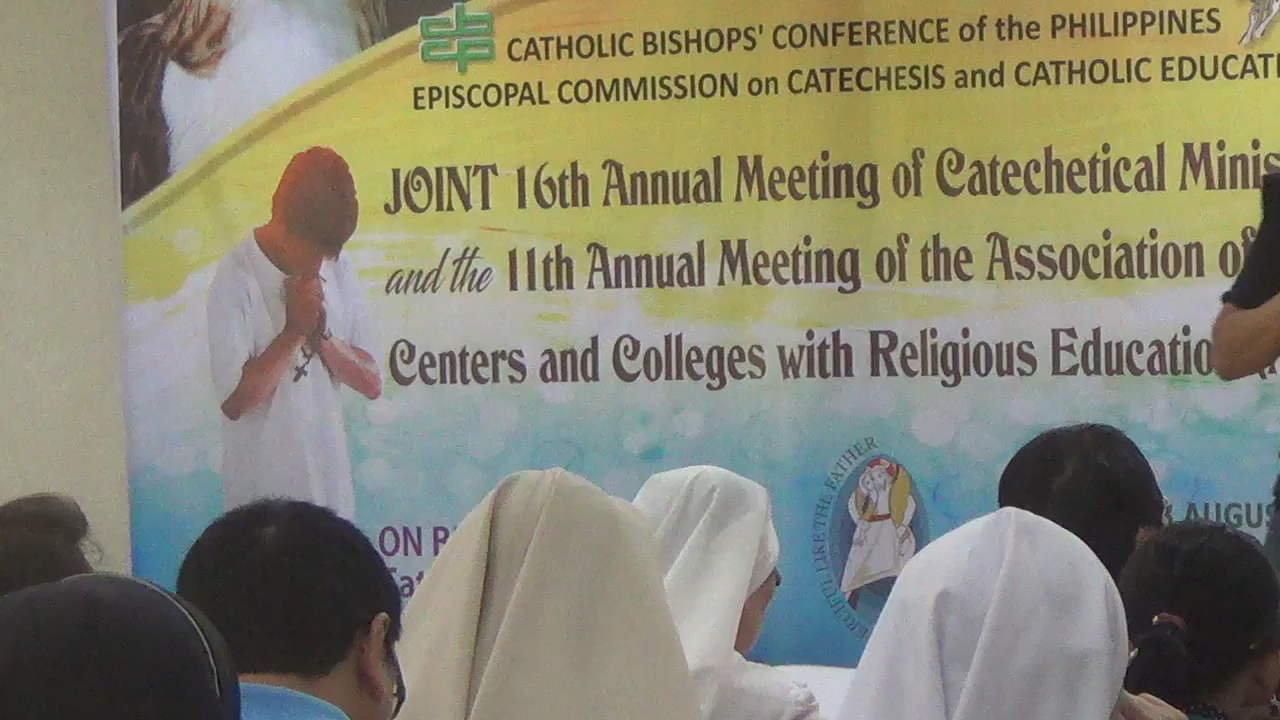 cbcp
CATHOLIC BISHOPS' CONFERENCE of the PHILIPPINES
EPISCOPAL COMMISSION on CATECHESIS and CATHOLIC EDUCATI
JOINT 16th Annual Meeting of Catechetical Minis
and the 11th Annual Meeting of the Association of
Centers and Colleges with Religious Educatio
ERCIFUL LIKE THE FATHER
ON
AUGUS